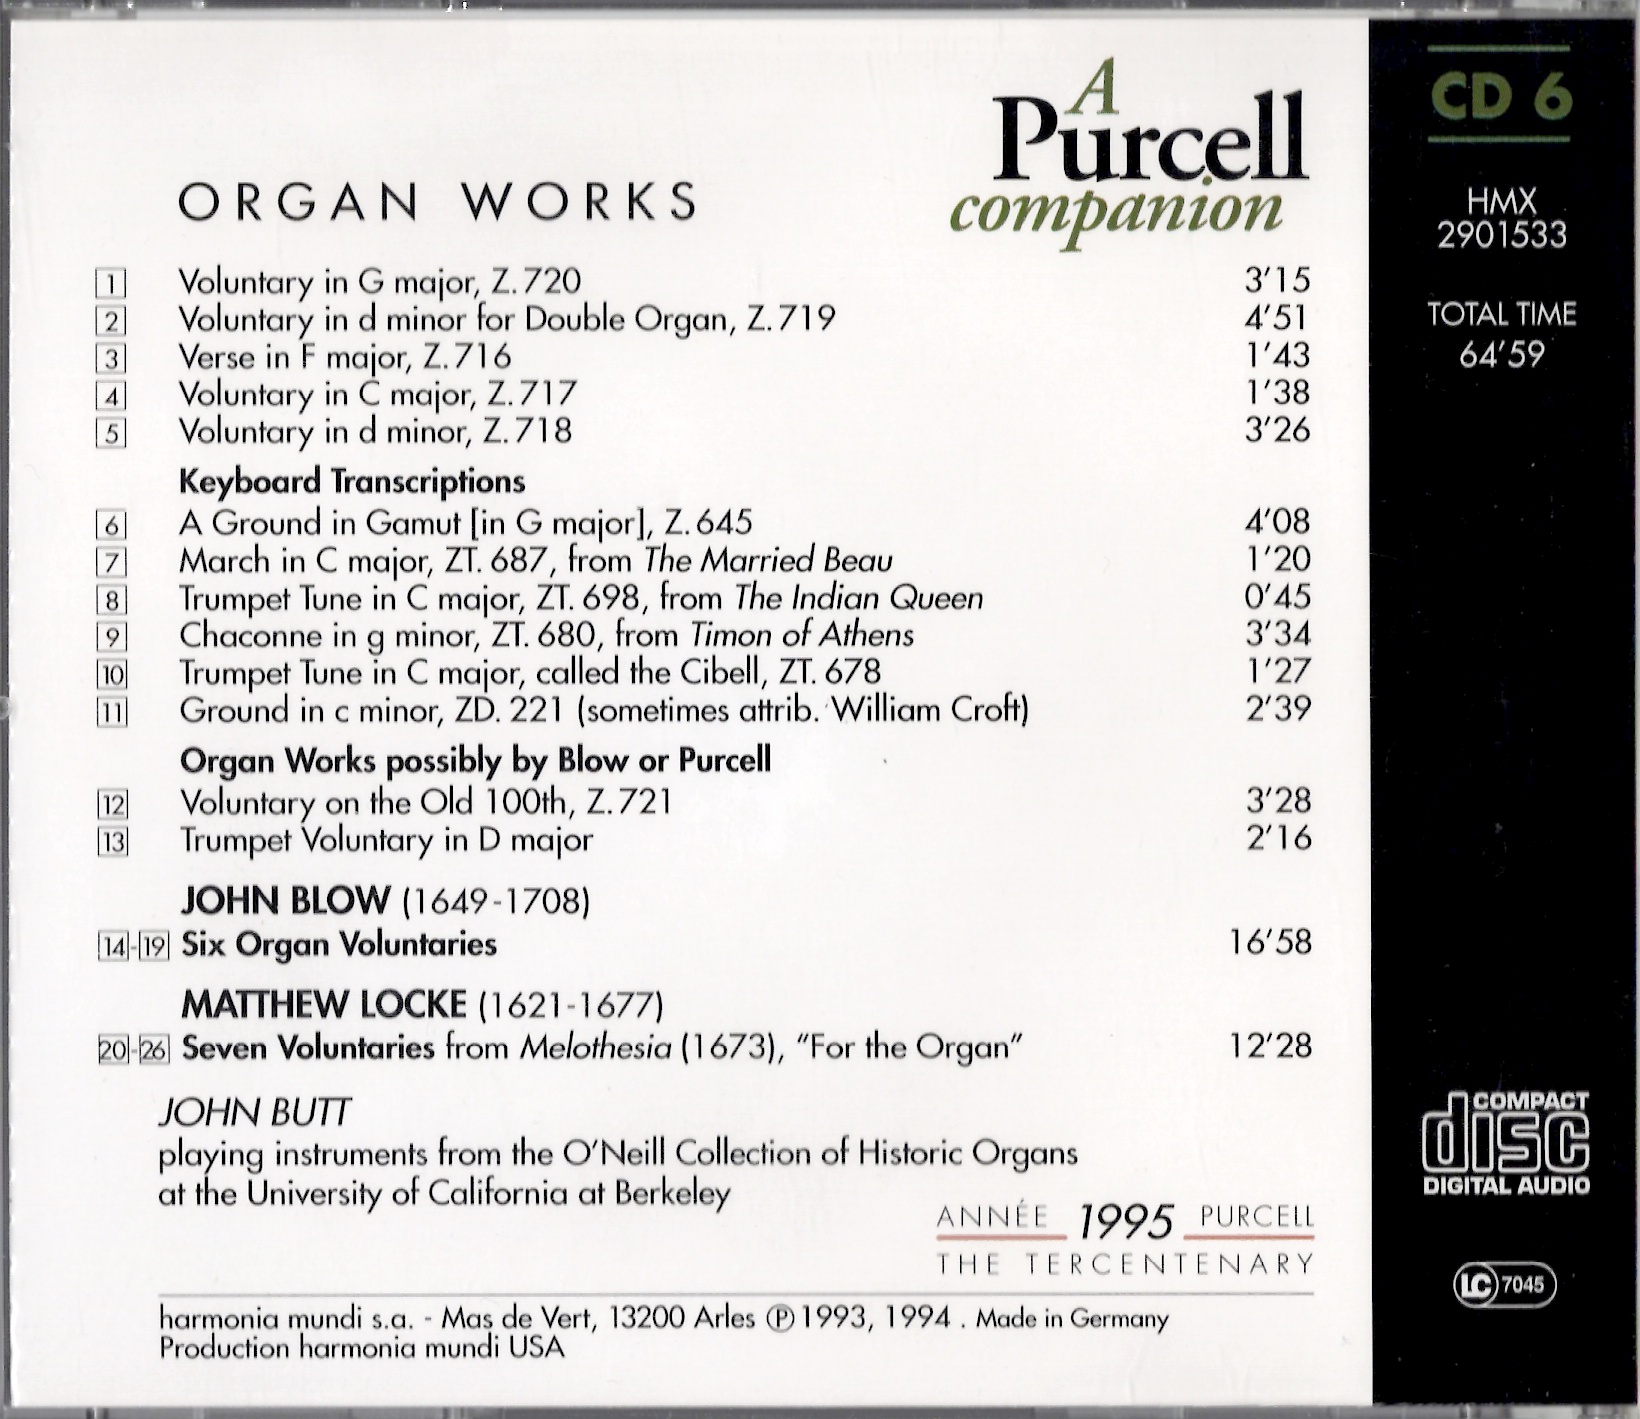 A
Purcell
companion
ORGAN WORKS
1 Voluntary in G major, Z.720 3'15
2 Voluntary in d minor for Double Organ, Z.719 4'51
3 Verse in F major, Z.716 1'43
4 Voluntary in C major, Z.717 1'38
5 Voluntary in d minor, Z.718 3'26
Keyboard Transcriptions
6 A Ground in Gamut [in G major], Z.645 4'08
7 March in C major, ZT. 687, from The Married Beau 1'20
8 Trumpet Tune in C major, ZT. 698, from The Indian Queen 0'45
9 Chaconne in g minor, ZT. 680, from Timon of Athens 3'34
10 Trumpet Tune in C major, called the Cibell, ZT. 678 1'27
11 Ground in c minor, ZD. 221 (sometimes attrib. William Croft) 2'39
Organ Works possibly by Blow or Purcell
12 Voluntary on the Old 100th, Z.721 3'28
13 Trumpet Voluntary in D major 2'16
JOHN BLOW (1649-1708)
14-19 Six Organ Voluntaries 16'58
MATTHEW LOCKE (1621-1677)
20-26 Seven Voluntaries from Melothesia (1673), "For the Organ" 12'28
JOHN BUTT
playing instruments from the O'Neill Collection of Historic Organs
at the University of California at Berkeley
ANNÉE 1995 PURCELL
THE TERCENTENARY
harmonia mundi s.a. - Mas de Vert, 13200 Arles ℗ 1993, 1994 . Made in Germany
Production harmonia mundi USA
CD 6
HMX
2901533
TOTAL TIME
64'59
COMPACT
disc
DIGITAL AUDIO
LC 7045